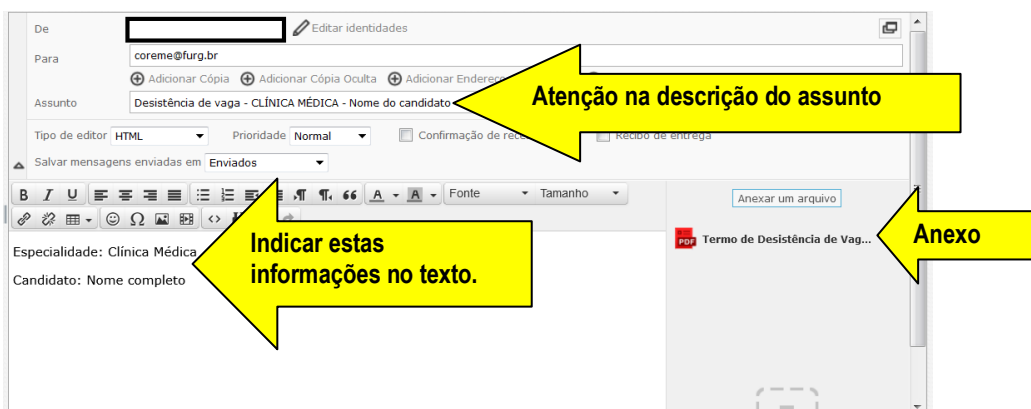 De
Editar identidades
Para
coreme@furg.br
Adicionar Cópia Adicionar Cópia Oculta Adicionar
Assunto
Desistência de vaga - CLÍNICA MÉDICA - Nome do candidato
Atenção na descrição do assunto
Tipo de editor HTML Prioridade Normal Confirmação de Recibo de entrega
Salvar mensagens enviadas em Enviados
B I U A A Fonte Tamanho
Anexar um arquivo
PDF Termo de Desistência de Vag...
Anexo
Especialidade: Clínica Médica
Candidato: Nome completo
Indicar estas
informações no texto.